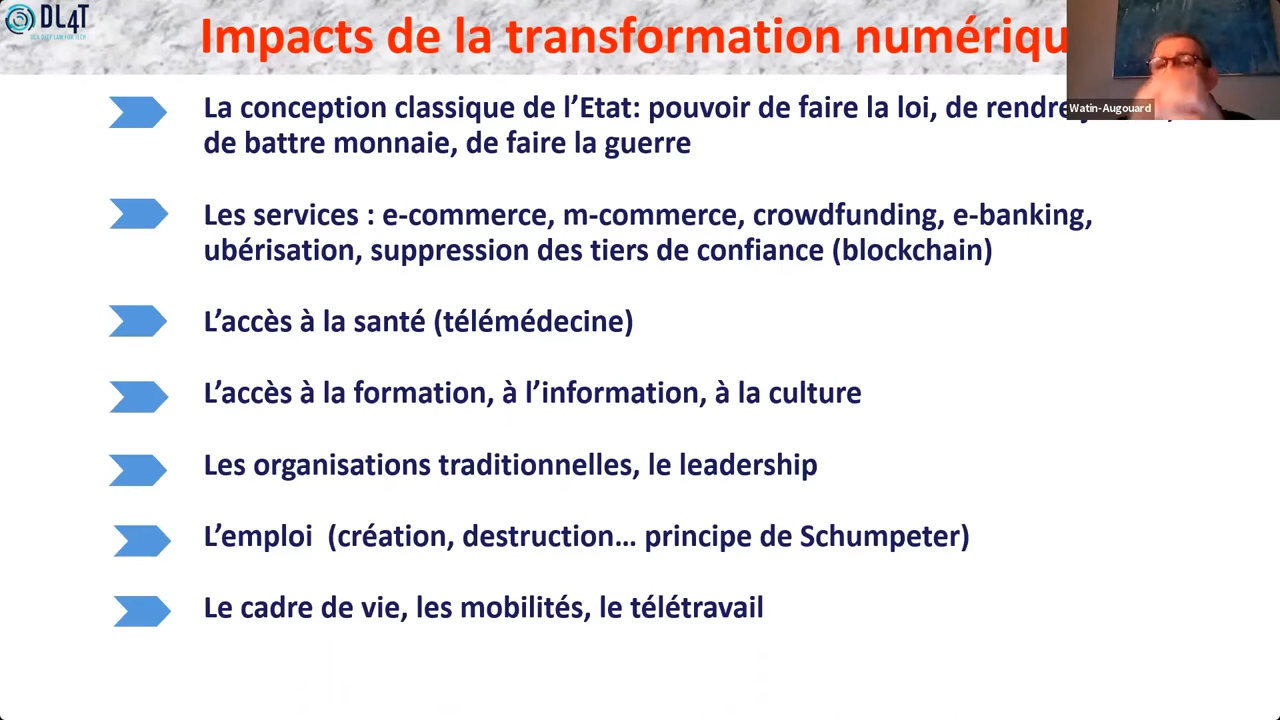 DL4T
UCA DEEP LAW FOR TECH
Impacts de la transformation numériqu
Watin-Augouard
La conception classique de l’Etat: pouvoir de faire la loi, de rendre
de battre monnaie, de faire la guerre
Les services : e-commerce, m-commerce, crowdfunding, e-banking,
ubérisation, suppression des tiers de confiance (blockchain)
L’accès à la santé (télémédecine)
L’accès à la formation, à l’information, à la culture
Les organisations traditionnelles, le leadership
L’emploi (création, destruction... principe de Schumpeter)
Le cadre de vie, les mobilités, le télétravail